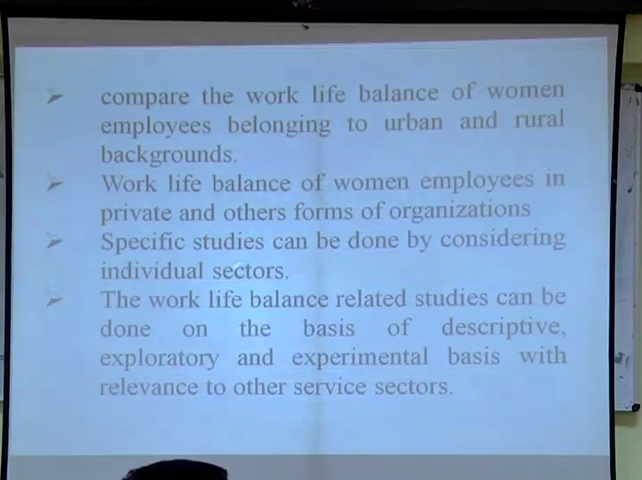 compare the work life balance of women
employees belonging to urban and rural
backgrounds.
Work life balance of women employees in
private and others forms of organizations
Specific studies can be done by considering
individual sectors.
The work life balance related studies can be
done on the basis of descriptive,
exploratory and experimental basis with
relevance to other service sectors.